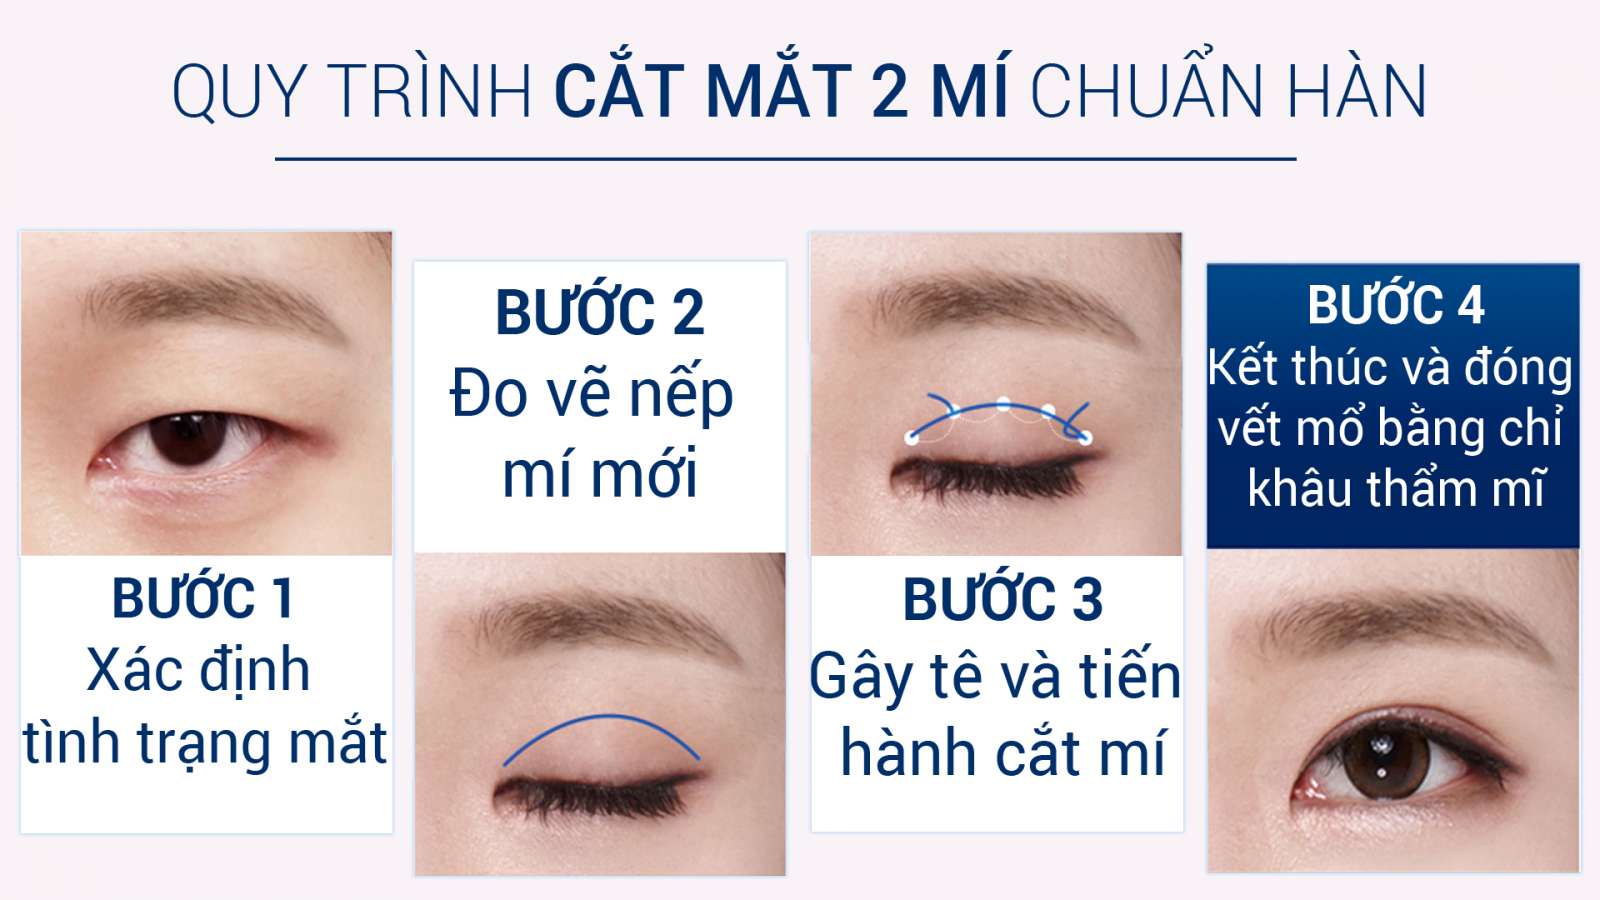 QUY TRÌNH CẮT MẮT 2 MÍ CHUẨN HÀN
BƯỚC 1
Xác định
tình trạng mắt
BƯỚC 2
Đo vẽ nếp
mí mới
BƯỚC 3
Gây tê và tiến
hành cắt mí
BƯỚC 4
Kết thúc và đóng
vết mổ bằng chỉ
khâu thẩm mĩ